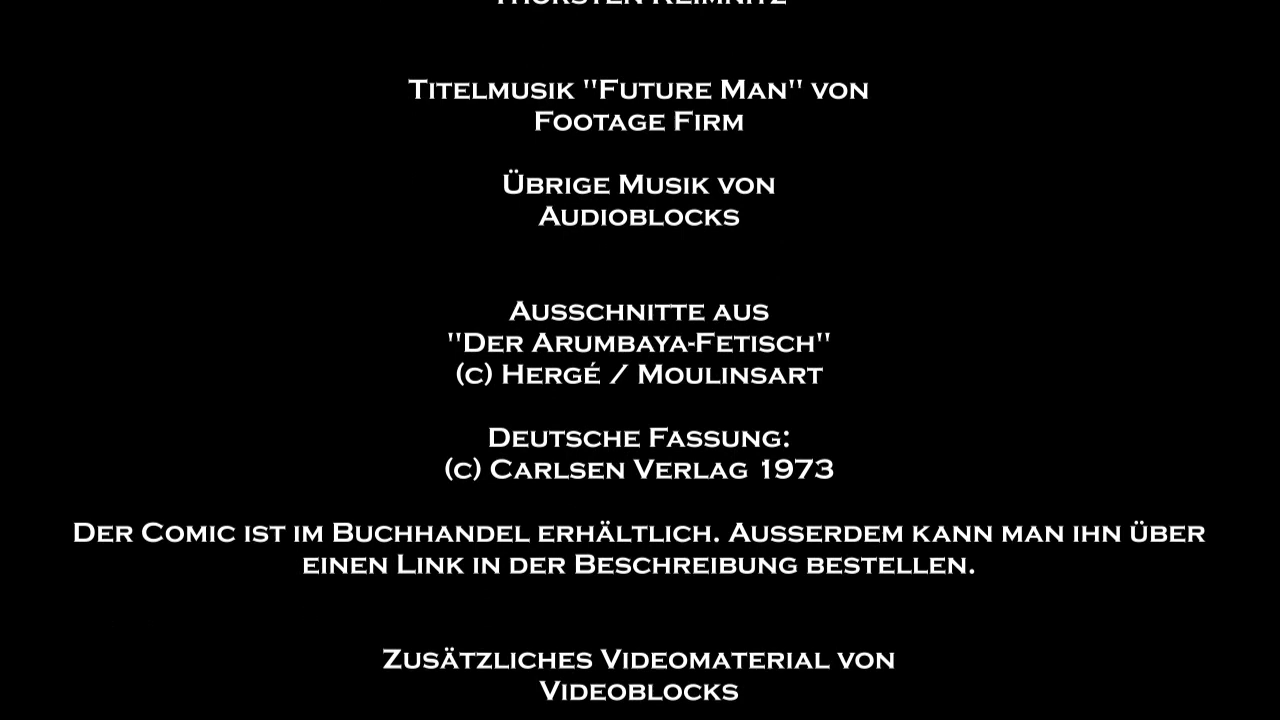 Thorsten Reimnitz
Titelmusik "Future Man" von
Footage Firm
Übrige Musik von
Audioblocks
Ausschnitte aus
"Der Arumbaya-Fetisch"
(c) Hergé / Moulinsart
Deutsche Fassung:
(c) Carlsen Verlag 1973
Der Comic ist im Buchhandel erhältlich. Ausserdem kann man ihn über
einen Link in der Beschreibung bestellen.
Zusätzliches Videomaterial von
Videoblocks